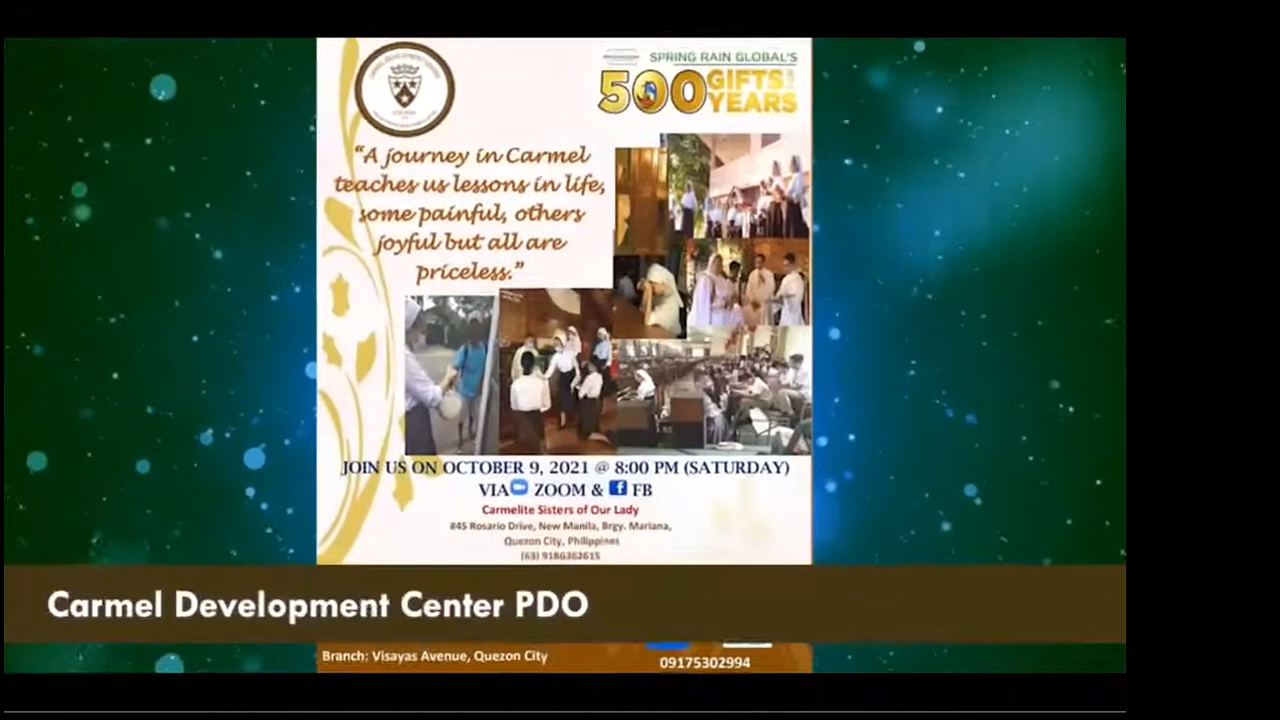 SPRING RAIN GLOBAL'S
500 GIFTS
YEARS
“A journey in Carmel
teaches us lessons in life,
some painful, others
joyful but all are
priceless.”
JOIN US ON OCTOBER 9, 2021 @ 8:00 PM (SATURDAY)
VIA ZOOM & FB
Carmelite Sisters of Our Lady
#45 Rosario Drive, New Manila, Brgy. Mariana,
Quezon City, Philippines
(63) 9186362615
Carmel Development Center PDO
Branch: Visayas Avenue, Quezon City
09175302994